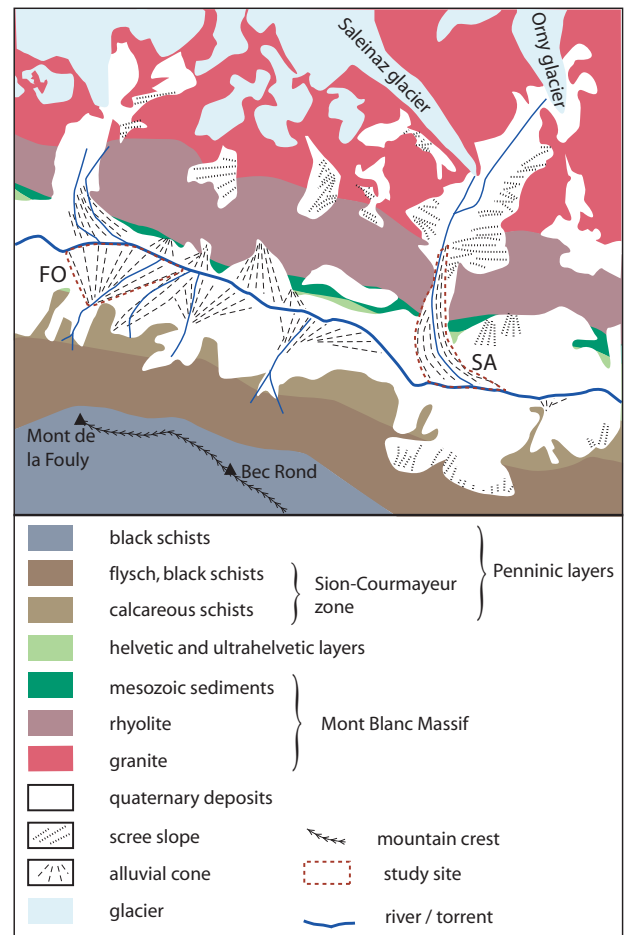 Saleinaz glacier
Orny glacier
FO
SA
Mont de
la Fouly
Bec Rond
black schists
flysch, black schists
calcareous schists
Sion-Courmayeur
zone
Penninic layers
helvetic and ultrahelvetic layers
mesozoic sediments
rhyolite
granite
Mont Blanc Massif
quaternary deposits
scree slope
alluvial cone
glacier
mountain crest
study site
river / torrent